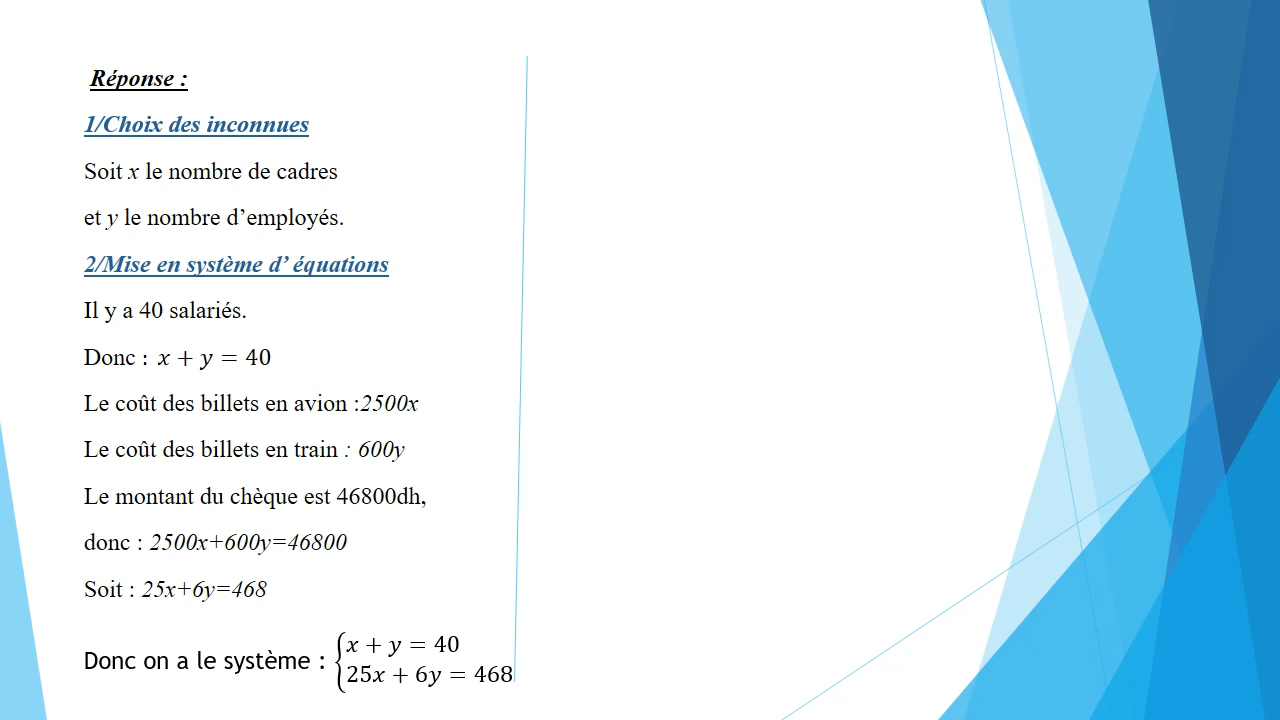 Réponse :
1/Choix des inconnues
Soit x le nombre de cadres
et y le nombre d’employés.
2/Mise en système d’ équations
Il y a 40 salariés.
Donc : x + y = 40
Le coût des billets en avion :2500x
Le coût des billets en train : 600y
Le montant du chèque est 46800dh,
donc : 2500x+600y=46800
Soit : 25x+6y=468
Donc on a le système : {x + y = 40
25x + 6y = 468